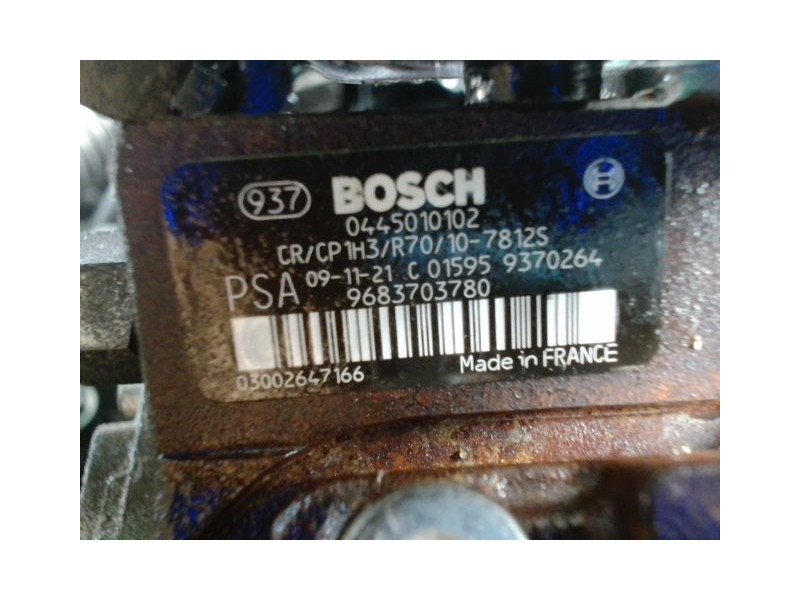 937 BOSCH
0445010102
CR/CP1H3/R70/10-7812S
PSA 09-11-21 C 01595 9370264
9683703780
03002647166 Made in FRANCE